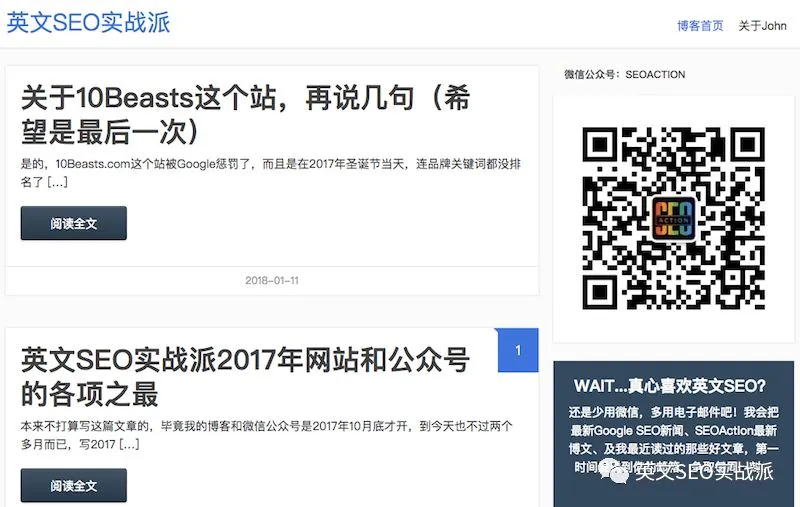 英文SEO实战派
博客首页 关于John
关于10Beasts这个站，再说几句（希
望是最后一次）
是的，10Beasts.com这个站被Google惩罚了，而且是在2017年圣诞节当天，连品牌关键词都没排
名了 [...]
阅读全文
2018-01-11
英文SEO实战派2017年网站和公众号
的各项之最
1
本来不打算写这篇文章的，毕竟我的博客和微信公众号是2017年10月底才开，到今天也不过两个
多月而已，写2017 [...]
阅读全文
微信公众号：SEOACTION
SEO
ACTION
SEO
WAIT...真心喜欢英文SEO?
还是少用微信，多用电子邮件吧！我会把
最新Google SEO新闻、SEOAction最新
博文、及我最近读过的那些好文章，第一
时间
英文SEO实战派